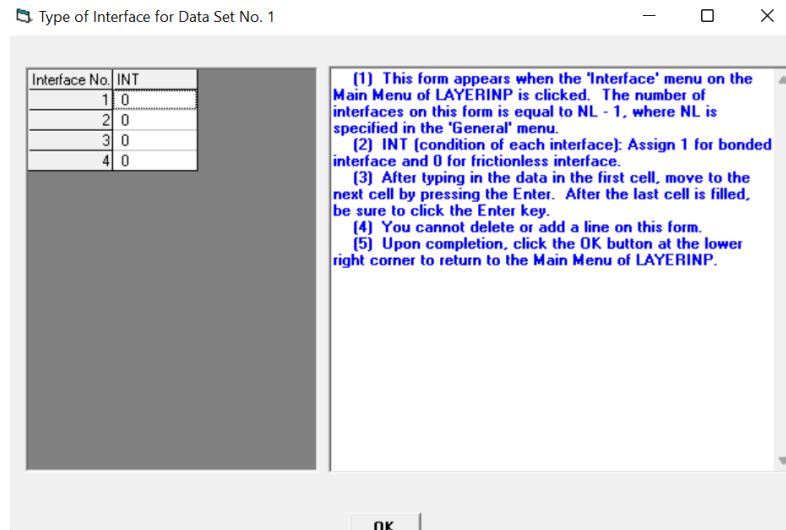 Type of Interface for Data Set No. 1
Interface No. INT
1 0
2 0
3 0
4 0
(1) This form appears when the 'Interface' menu on the
Main Menu of LAYERINP is clicked. The number of
interfaces on this form is equal to NL - 1, where NL is
specified in the 'General' menu.
(2) INT (condition of each interface): Assign 1 for bonded
interface and 0 for frictionless interface.
(3) After typing in the data in the first cell, move to the
next cell by pressing the Enter. After the last cell is filled,
be sure to click the Enter key.
(4) You cannot delete or add a line on this form.
(5) Upon completion, click the OK button at the lower
right corner to return to the Main Menu of LAYERINP.
OK